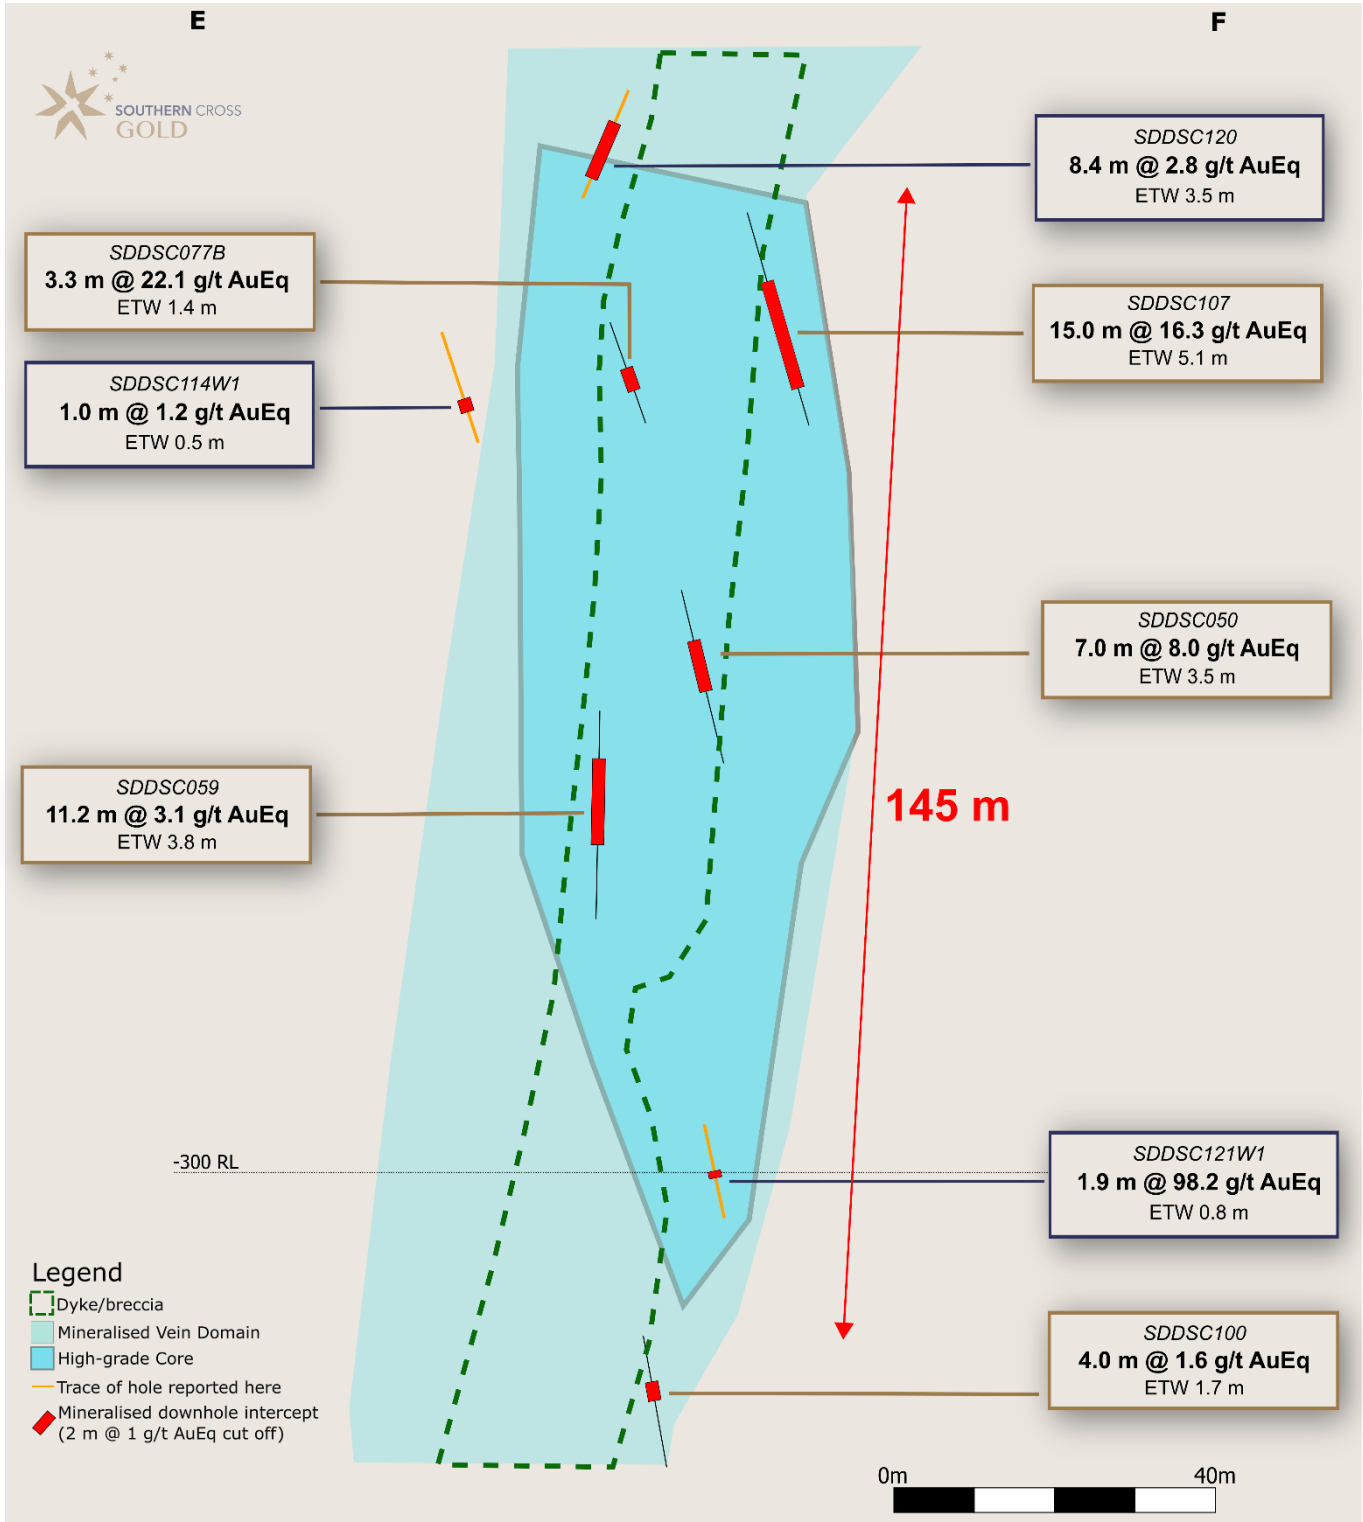 E
F
SOUTHERN CROSS
GOLD
SDDSC120
8.4 m @ 2.8 g/t AuEq
ETW 3.5 m
SDDSC077B
3.3 m @ 22.1 g/t AuEq
ETW 1.4 m
SDDSC107
15.0 m @ 16.3 g/t AuEq
ETW 5.1 m
SDDSC114W1
1.0 m @ 1.2 g/t AuEq
ETW 0.5 m
SDDSC050
7.0 m @ 8.0 g/t AuEq
ETW 3.5 m
SDDSC059
11.2 m @ 3.1 g/t AuEq
ETW 3.8 m
145 m
-300 RL
SDDSC121W1
1.9 m @ 98.2 g/t AuEq
ETW 0.8 m
Legend
Dyke/breccia
Mineralised Vein Domain
High-grade Core
Trace of hole reported here
Mineralised downhole intercept
(2 m @ 1 g/t AuEq cut off)
SDDSC100
4.0 m @ 1.6 g/t AuEq
ETW 1.7 m
0m
40m